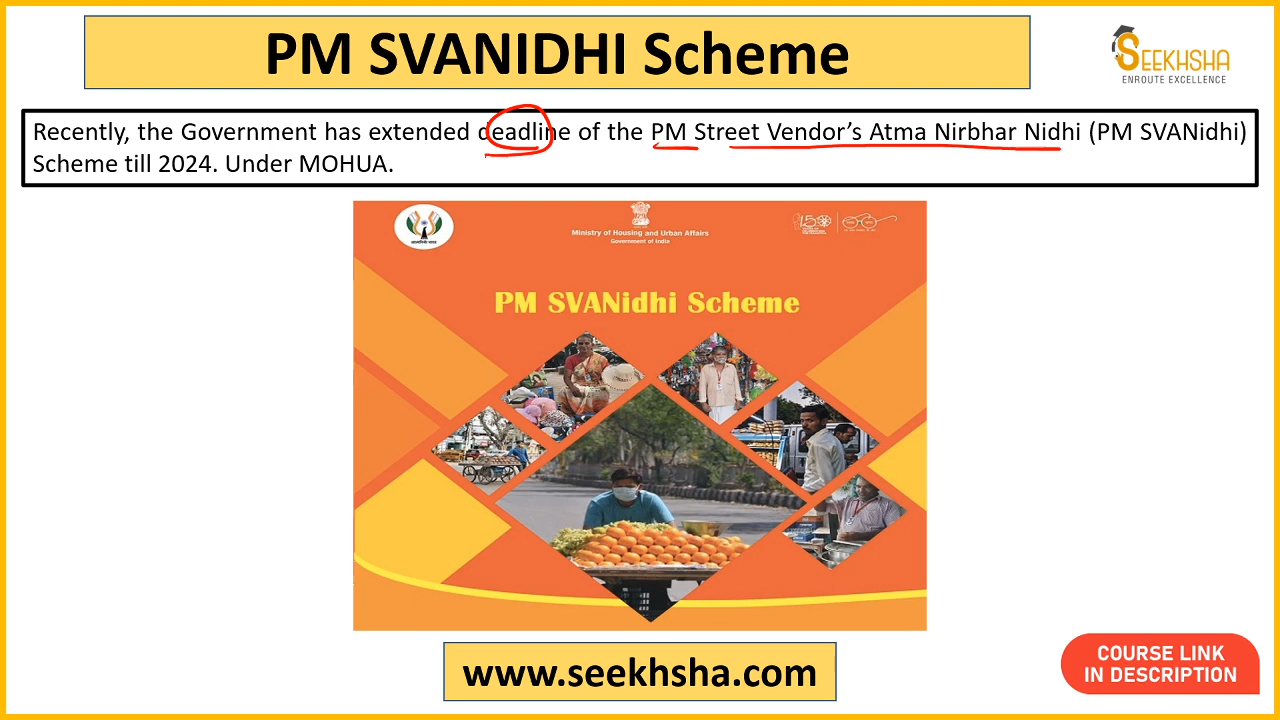 PM SVANIDHI Scheme
SEEKHSHA
ENROUTE EXCELLENCE
Recently, the Government has extended deadline of the PM Street Vendor’s Atma Nirbhar Nidhi (PM SVANidhi)
Scheme till 2024. Under MOHUA.
Ministry of Housing and Urban Affairs
Government of India
PM SVANidhi Scheme
www.seekhsha.com
COURSE LINK
IN DESCRIPTION